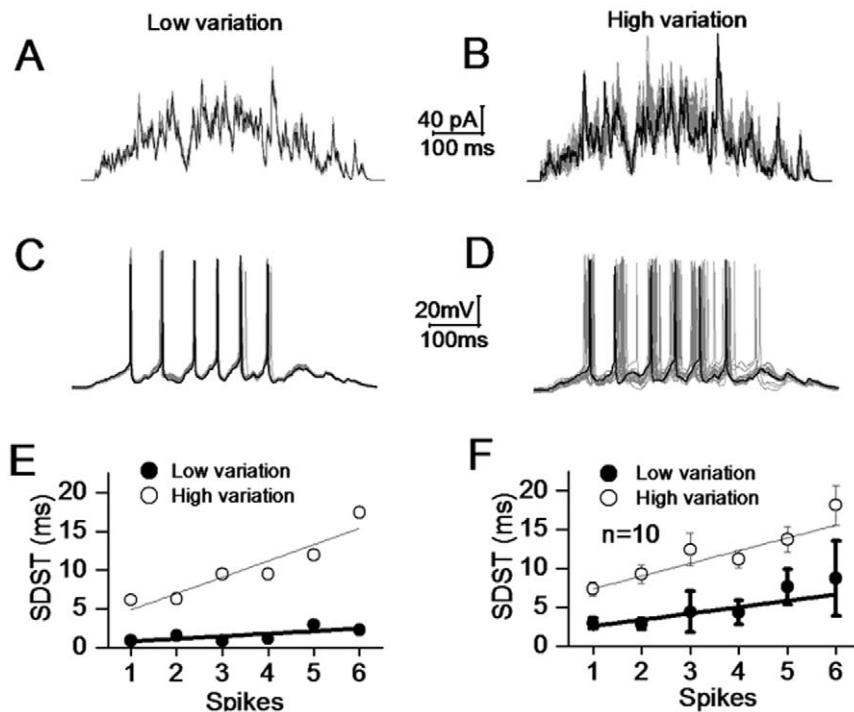 Low variation
High variation
A
B
40 pA
100 ms
C
D
20mV
100ms
E
Low variation
High variation
SDST (ms)
20
15
10
5
0
1 2 3 4 5 6
Spikes
F
Low variation
High variation
n=10
SDST (ms)
20
15
10
5
0
1 2 3 4 5 6
Spikes